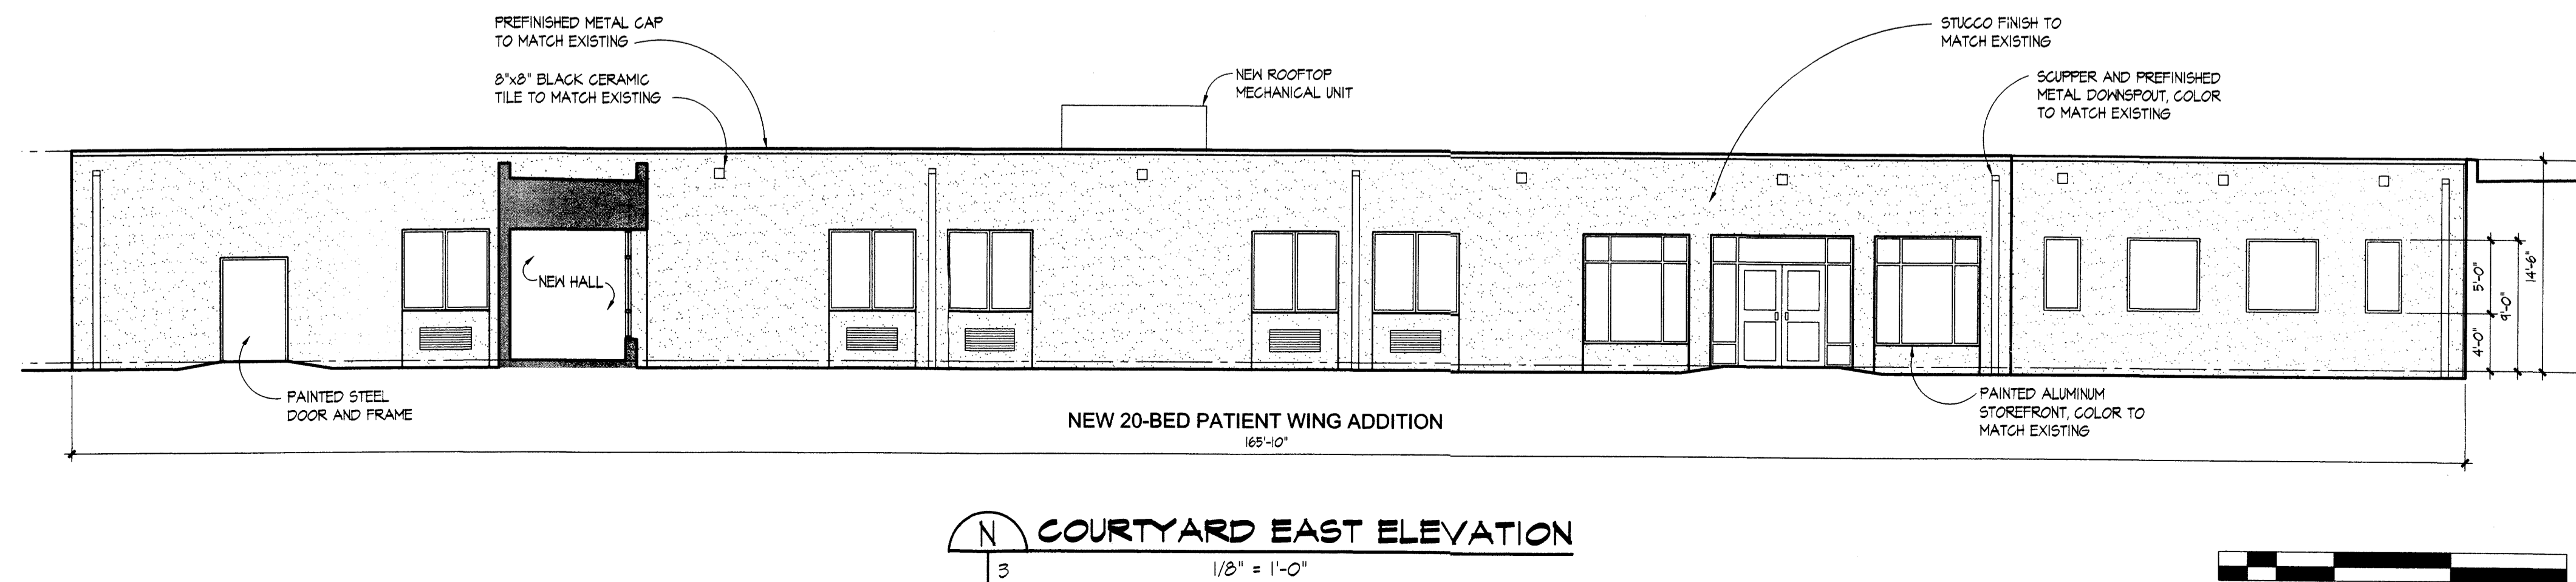 PREFINISHED METAL CAP
TO MATCH EXISTING
8"x8" BLACK CERAMIC
TILE TO MATCH EXISTING
NEW ROOFTOP
MECHANICAL UNIT
STUCCO FINISH TO
MATCH EXISTING
SCUPPER AND PREFINISHED
METAL DOWNSPOUT, COLOR
TO MATCH EXISTING
NEW HALL
5'-0"
4'-0"
9'-0"
14'-6"
PAINTED STEEL
DOOR AND FRAME
PAINTED ALUMINUM
STOREFRONT, COLOR TO
MATCH EXISTING
NEW 20-BED PATIENT WING ADDITION
165'-10"
N COURTYARD EAST ELEVATION
3 1/8" = 1'-0"